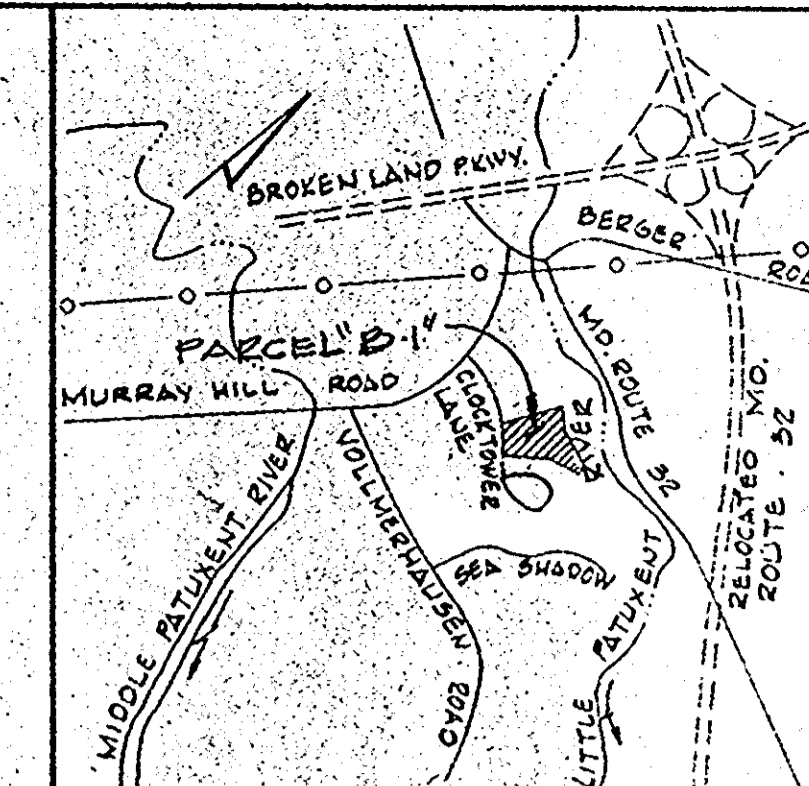 BROKEN LAND PKWY.
BERGER
ROAD
PARCEL "B-1"
MURRAY HILL ROAD
CLOCKTOWER
LANE
MD. ROUTE 32
RELOCATED MD.
ROUTE . 32
VOLLMERHAUSEN ROAD
MIDDLE PATUXENT RIVER
SEA SHADOW
LITTLE PATUXENT RIVER